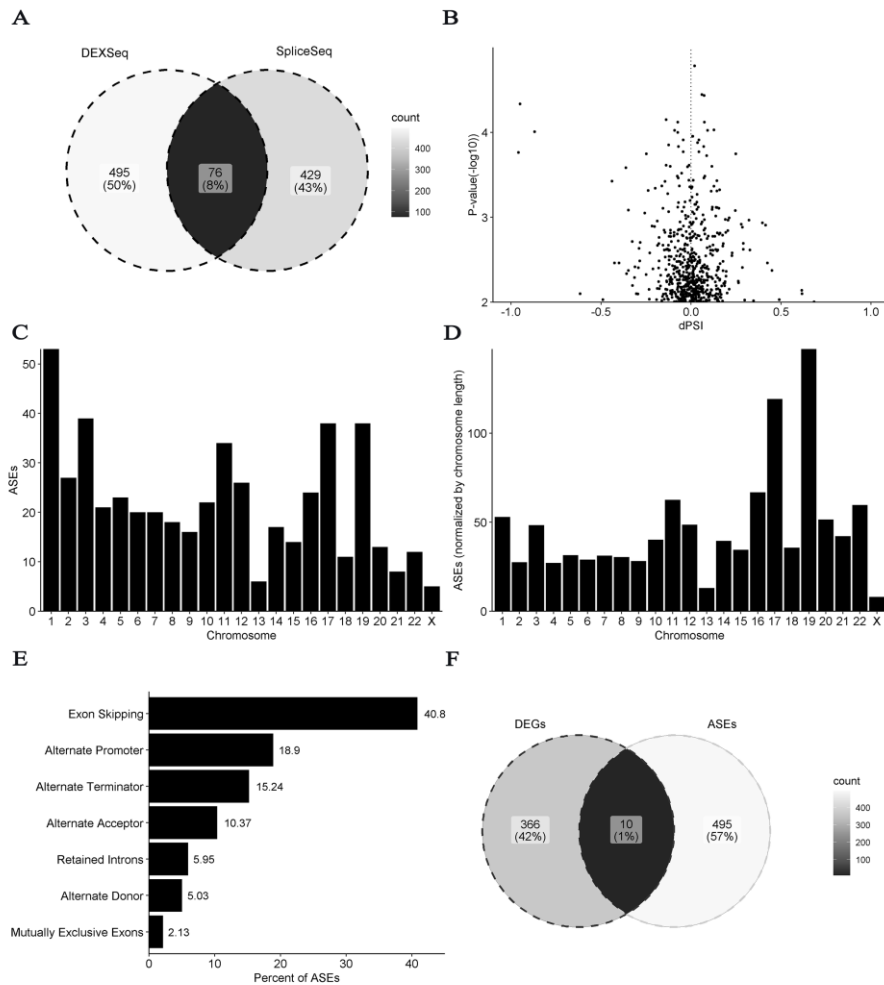 A
DEXSeq
SpliceSeq
495
(50%)
76
(8%)
429
(43%)
count
400
300
200
100
B
P-value(-log10))
4
3
2
-1.0
-0.5
0.0
0.5
1.0
dPSI
C
ASEs
50
40
30
20
10
0
1 2 3 4 5 6 7 8 9 10 11 12 13 14 15 16 17 18 19 20 21 22 X
Chromosome
D
ASEs (normalized by chromosome length)
100
50
0
1 2 3 4 5 6 7 8 9 10 11 12 13 14 15 16 17 18 19 20 21 22 X
Chromosome
E
Exon Skipping 40.8
Alternate Promoter 18.9
Alternate Terminator 15.24
Alternate Acceptor 10.37
Retained Introns 5.95
Alternate Donor 5.03
Mutually Exclusive Exons 2.13
0 10 20 30 40
Percent of ASEs
F
DEGs
ASEs
366
(42%)
10
(1%)
495
(57%)
count
400
300
200
100